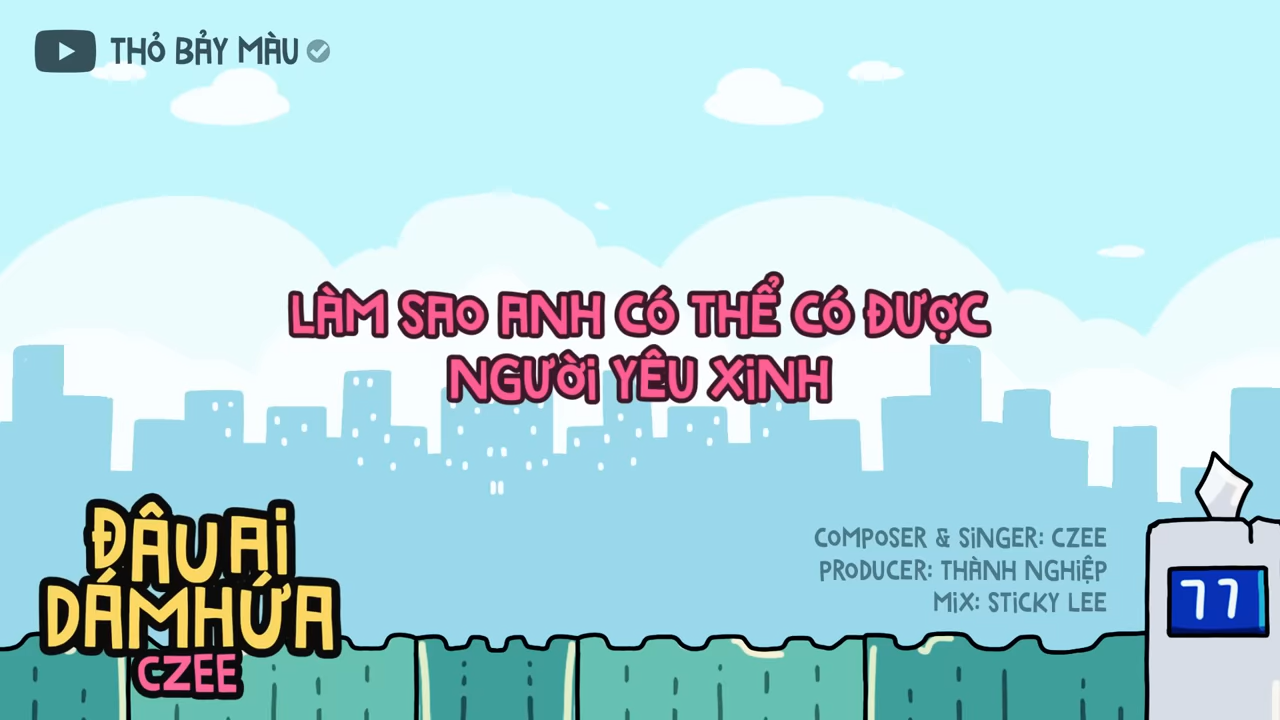 THỎ BẢY MÀU
LÀM SAO ANH CÓ THỂ CÓ ĐƯỢC
NGƯỜI YÊU XINH
ĐÂU AI
DÁM HỨA
CZEE
COMPOSER & SINGER: CZEE
PRODUCER: THÀNH NGHIỆP
MIX: STICKY LEE
77